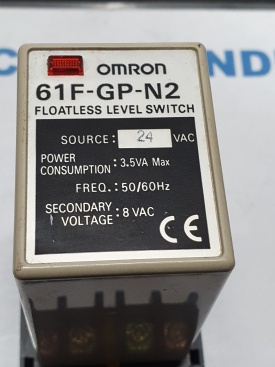 OMRON
61F-GP-N2
FLOATLESS LEVEL SWITCH
SOURCE: 24 VAC
POWER
CONSUMPTION: 3.5VA Max
FREQ.: 50/60Hz
SECONDARY
VOLTAGE: 8 VAC
CE